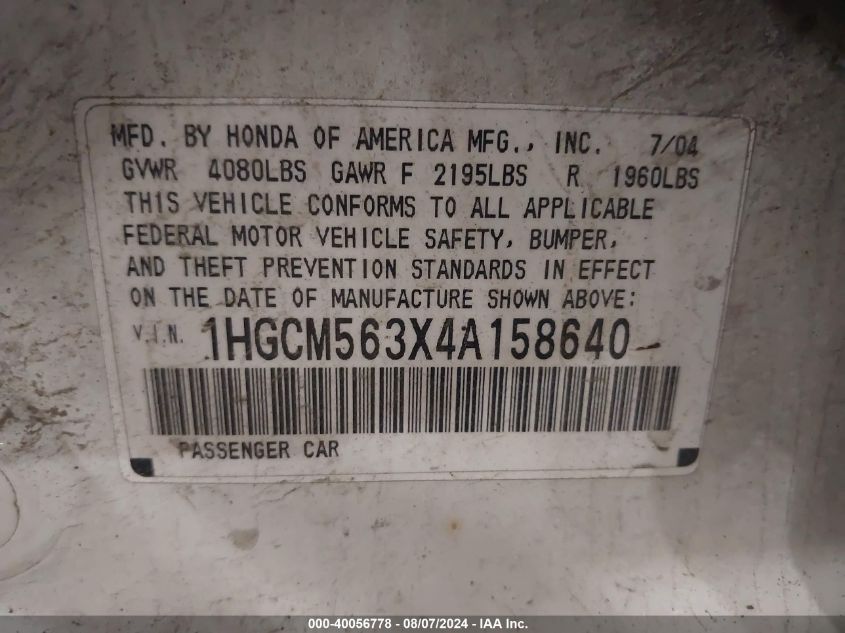 MFD. BY HONDA OF AMERICA MFG., INC. 7/04
GVWR 4080LBS GAWR F 2195LBS R 1960LBS
THIS VEHICLE CONFORMS TO ALL APPLICABLE
FEDERAL MOTOR VEHICLE SAFETY, BUMPER,
AND THEFT PREVENTION STANDARDS IN EFFECT
ON THE DATE OF MANUFACTURE SHOWN ABOVE:
V.I.N. 1HGCM563X4A158640
PASSENGER CAR
000-40056778 - 08/07/2024 - IAA Inc.